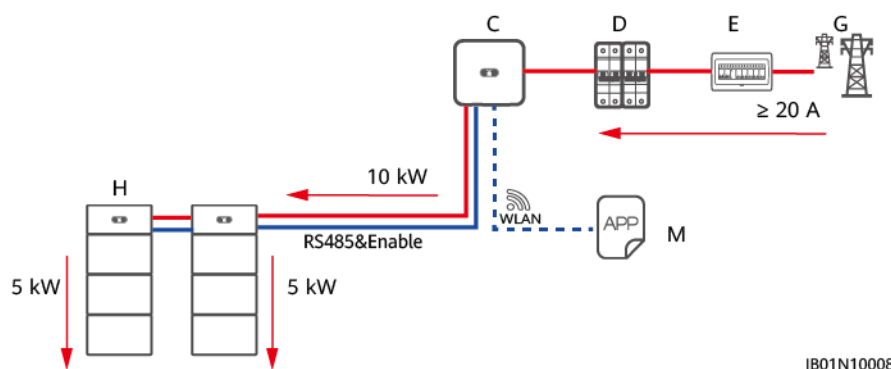 C D E G
≥ 20 A
10 kW
H
WLAN
APP
M
RS485&Enable
5 kW 5 kW
IB01N10008